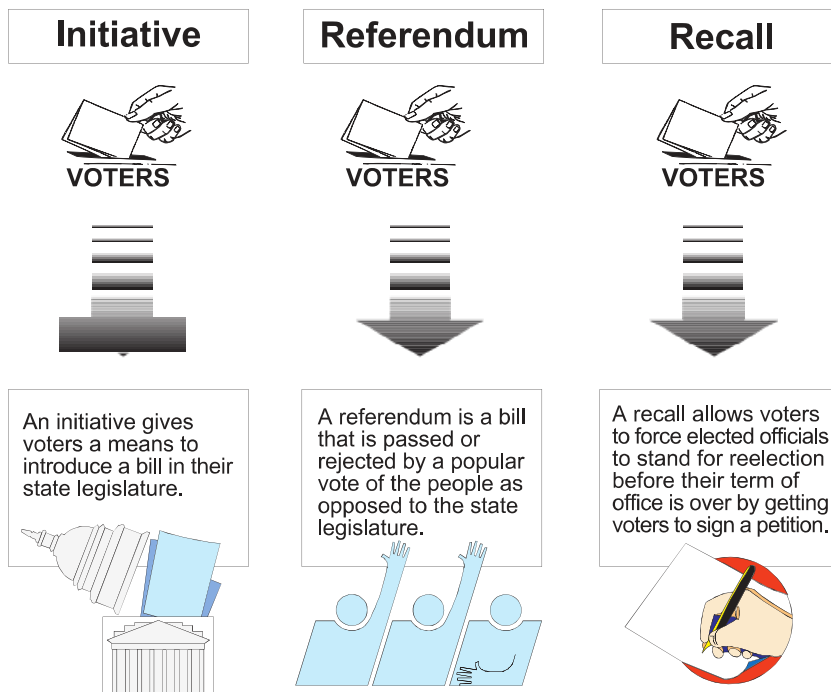 Initiative
VOTERS
An initiative gives
voters a means to
introduce a bill in their
state legislature.
Referendum
VOTERS
A referendum is a bill
that is passed or
rejected by a popular
vote of the people as
opposed to the state
legislature.
Recall
VOTERS
A recall allows voters
to force elected officials
to stand for reelection
before their term of
office is over by getting
voters to sign a petition.